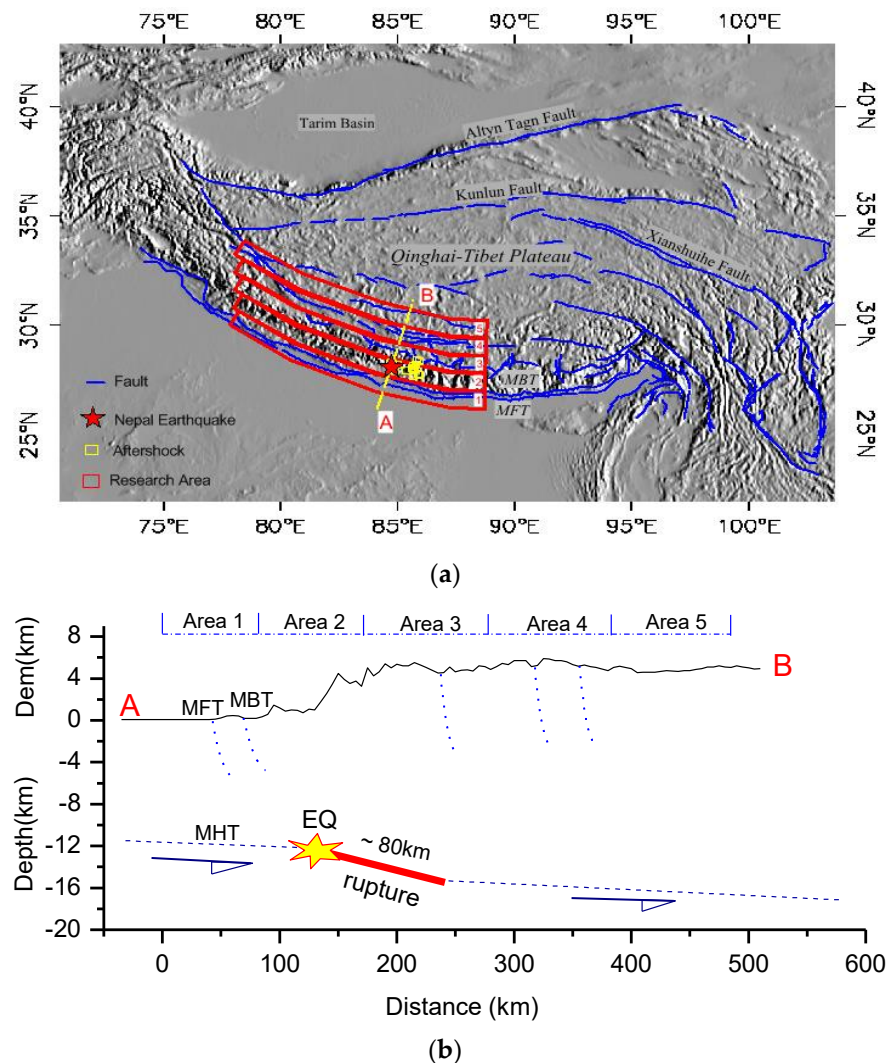 75°E 80°E 85°E 90°E 95°E 100°E
40°N 40°N
Tarim Basin
Altyn Tagn Fault
Kunlun Fault
35°N 35°N
Xianshuihe Fault
Qinghai-Tibet Plateau
B
30°N 30°N
5
4
3
2
1
MBT
MFT
A
25°N 25°N
Fault
Nepal Earthquake
Aftershock
Research Area
75°E 80°E 85°E 90°E 95°E 100°E
(a)
Area 1 Area 2 Area 3 Area 4 Area 5
8
4
0
-4
-8
-12
-16
-20
Dem(km)
Depth(km)
A
B
MFT MBT
EQ
MHT
~ 80km
rupture
0 100 200 300 400 500 600
Distance (km)
(b)